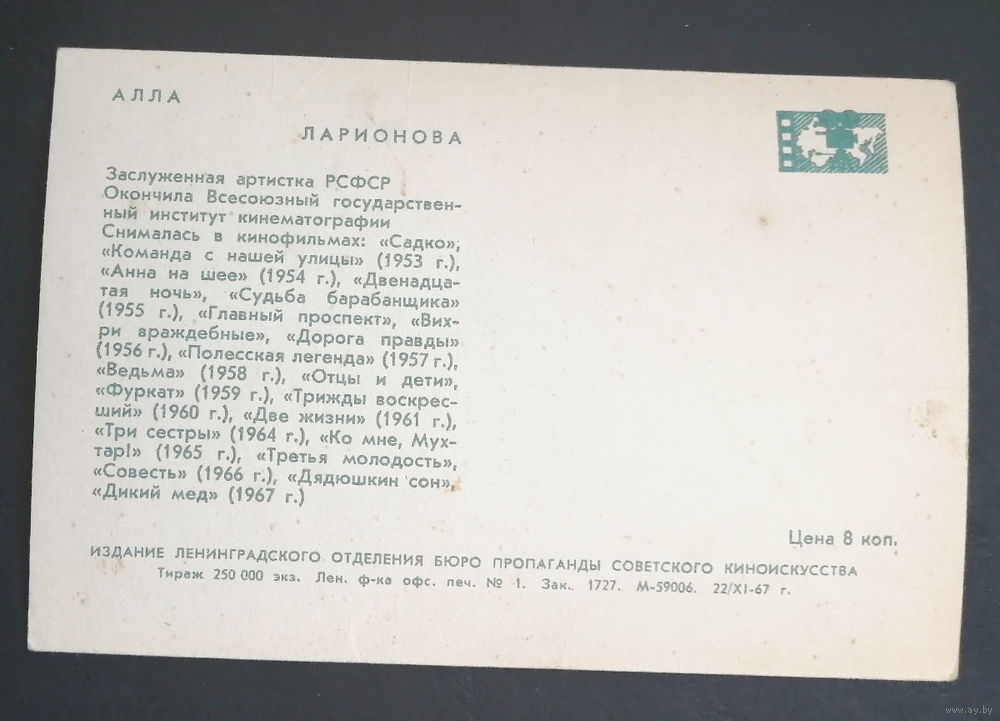 АЛЛА
ЛАРИОНОВА
Заслуженная артистка РСФСР
Окончила Всесоюзный государствен-
ный институт кинематографии
Снималась в кинофильмах: «Садко»,
«Команда с нашей улицы» (1953 г.),
«Анна на шее» (1954 г.), «Двенадца-
тая ночь», «Судьба барабанщика»
(1955 г.), «Главный проспект», «Вих-
ри враждебные», «Дорога правды»
(1956 г.), «Полесская легенда» (1957 г.),
«Ведьма» (1958 г.), «Отцы и дети»,
«Фуркат» (1959 г.), «Трижды воскрес-
ший» (1960 г.), «Две жизни» (1961 г.),
«Три сестры» (1964 г.), «Ко мне, Мух-
тар!» (1965 г.), «Третья молодость»,
«Совесть» (1966 г.), «Дядюшкин сон»,
«Дикий мед» (1967 г.)
Цена 8 коп.
ИЗДАНИЕ ЛЕНИНГРАДСКОГО ОТДЕЛЕНИЯ БЮРО ПРОПАГАНДЫ СОВЕТСКОГО КИНОИСКУССТВА
Тираж 250 000 экз. Лен. ф-ка офс. печ. № 1. Зак. 1727. М-59006. 22/XI-67 г.
www.ay.by